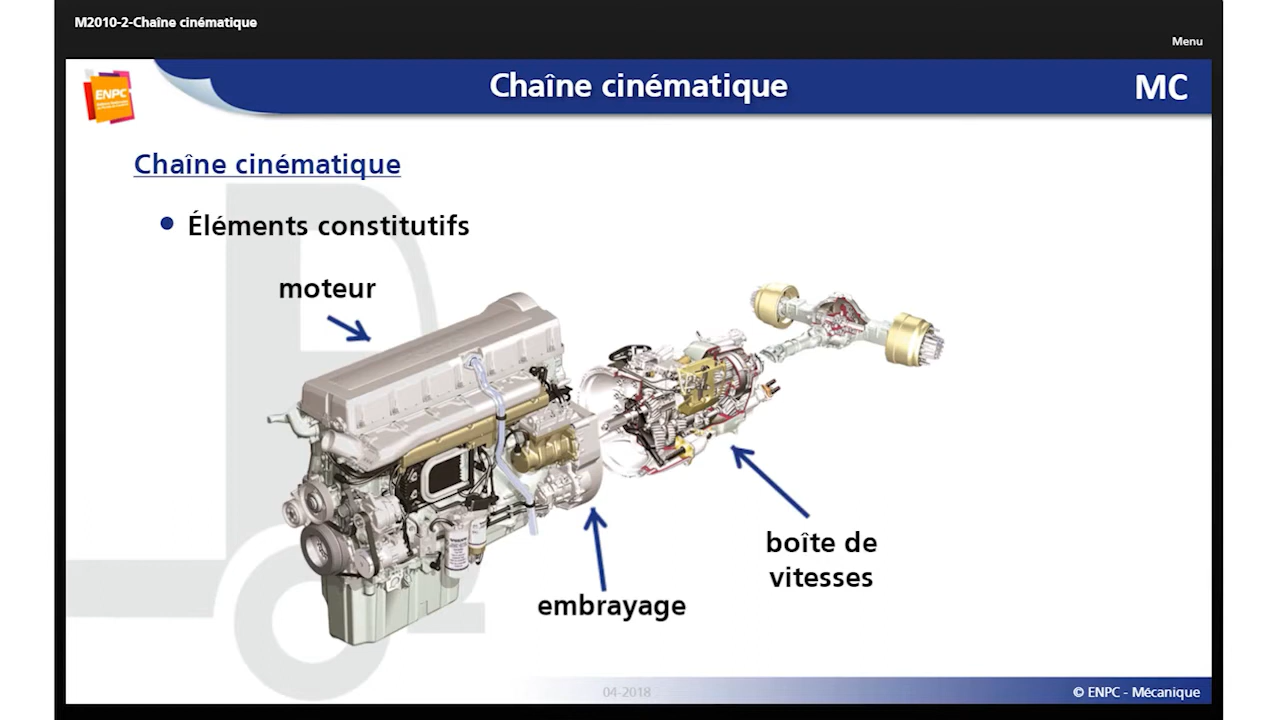 M2010-2-Chaîne cinématique
Menu
ENPC
Chaîne cinématique
MC
Chaîne cinématique
• Éléments constitutifs
moteur
boîte de
vitesses
embrayage
04-2018
© ENPC - Mécanique